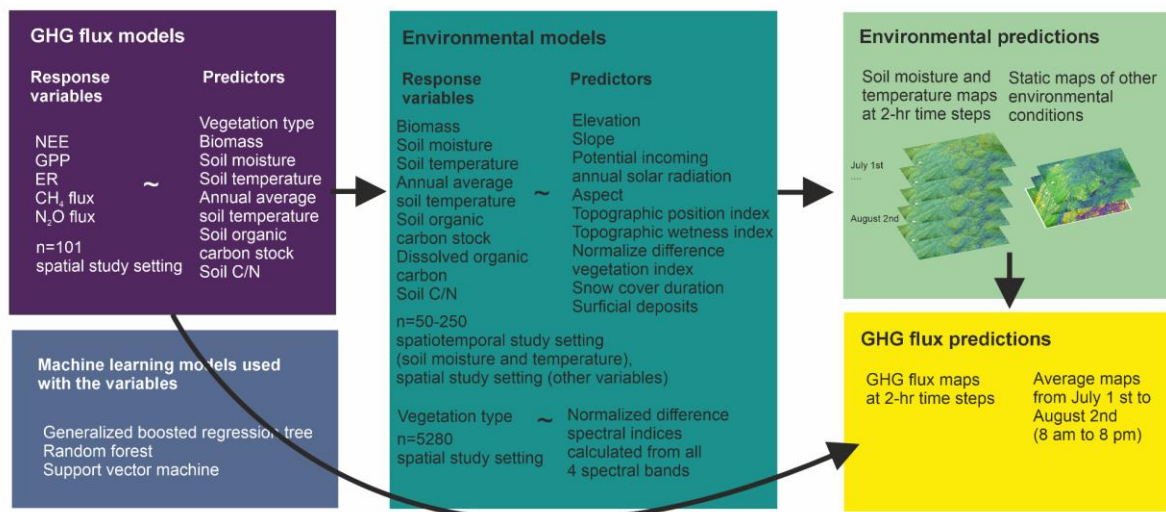 GHG flux models
Response
variables
NEE
GPP
ER
CH₄ flux
N₂O flux
n=101
spatial study setting
~
Predictors
Vegetation type
Biomass
Soil moisture
Soil temperature
Annual average
soil temperature
Soil organic
carbon stock
Soil C/N
Machine learning models used
with the variables
Generalized boosted regression tree
Random forest
Support vector machine
Environmental models
Response
variables
Biomass
Soil moisture
Soil temperature
Annual average
soil temperature
Soil organic
carbon stock
Dissolved organic
carbon
Soil C/N
~
Predictors
Elevation
Slope
Potential incoming
annual solar radiation
Aspect
Topographic position index
Topographic wetness index
Normalize difference
vegetation index
Snow cover duration
Surficial deposits
n=50-250
spatiotemporal study setting
(soil moisture and temperature),
spatial study setting (other variables)
Vegetation type
n=5280
spatial study setting
~
Normalized difference
spectral indices
calculated from all
4 spectral bands
Environmental predictions
Soil moisture and
temperature maps
at 2-hr time steps
Static maps of other
environmental
conditions
July 1st
....
August 2nd
GHG flux predictions
GHG flux maps
at 2-hr time steps
Average maps
from July 1 st to
August 2nd
(8 am to 8 pm)